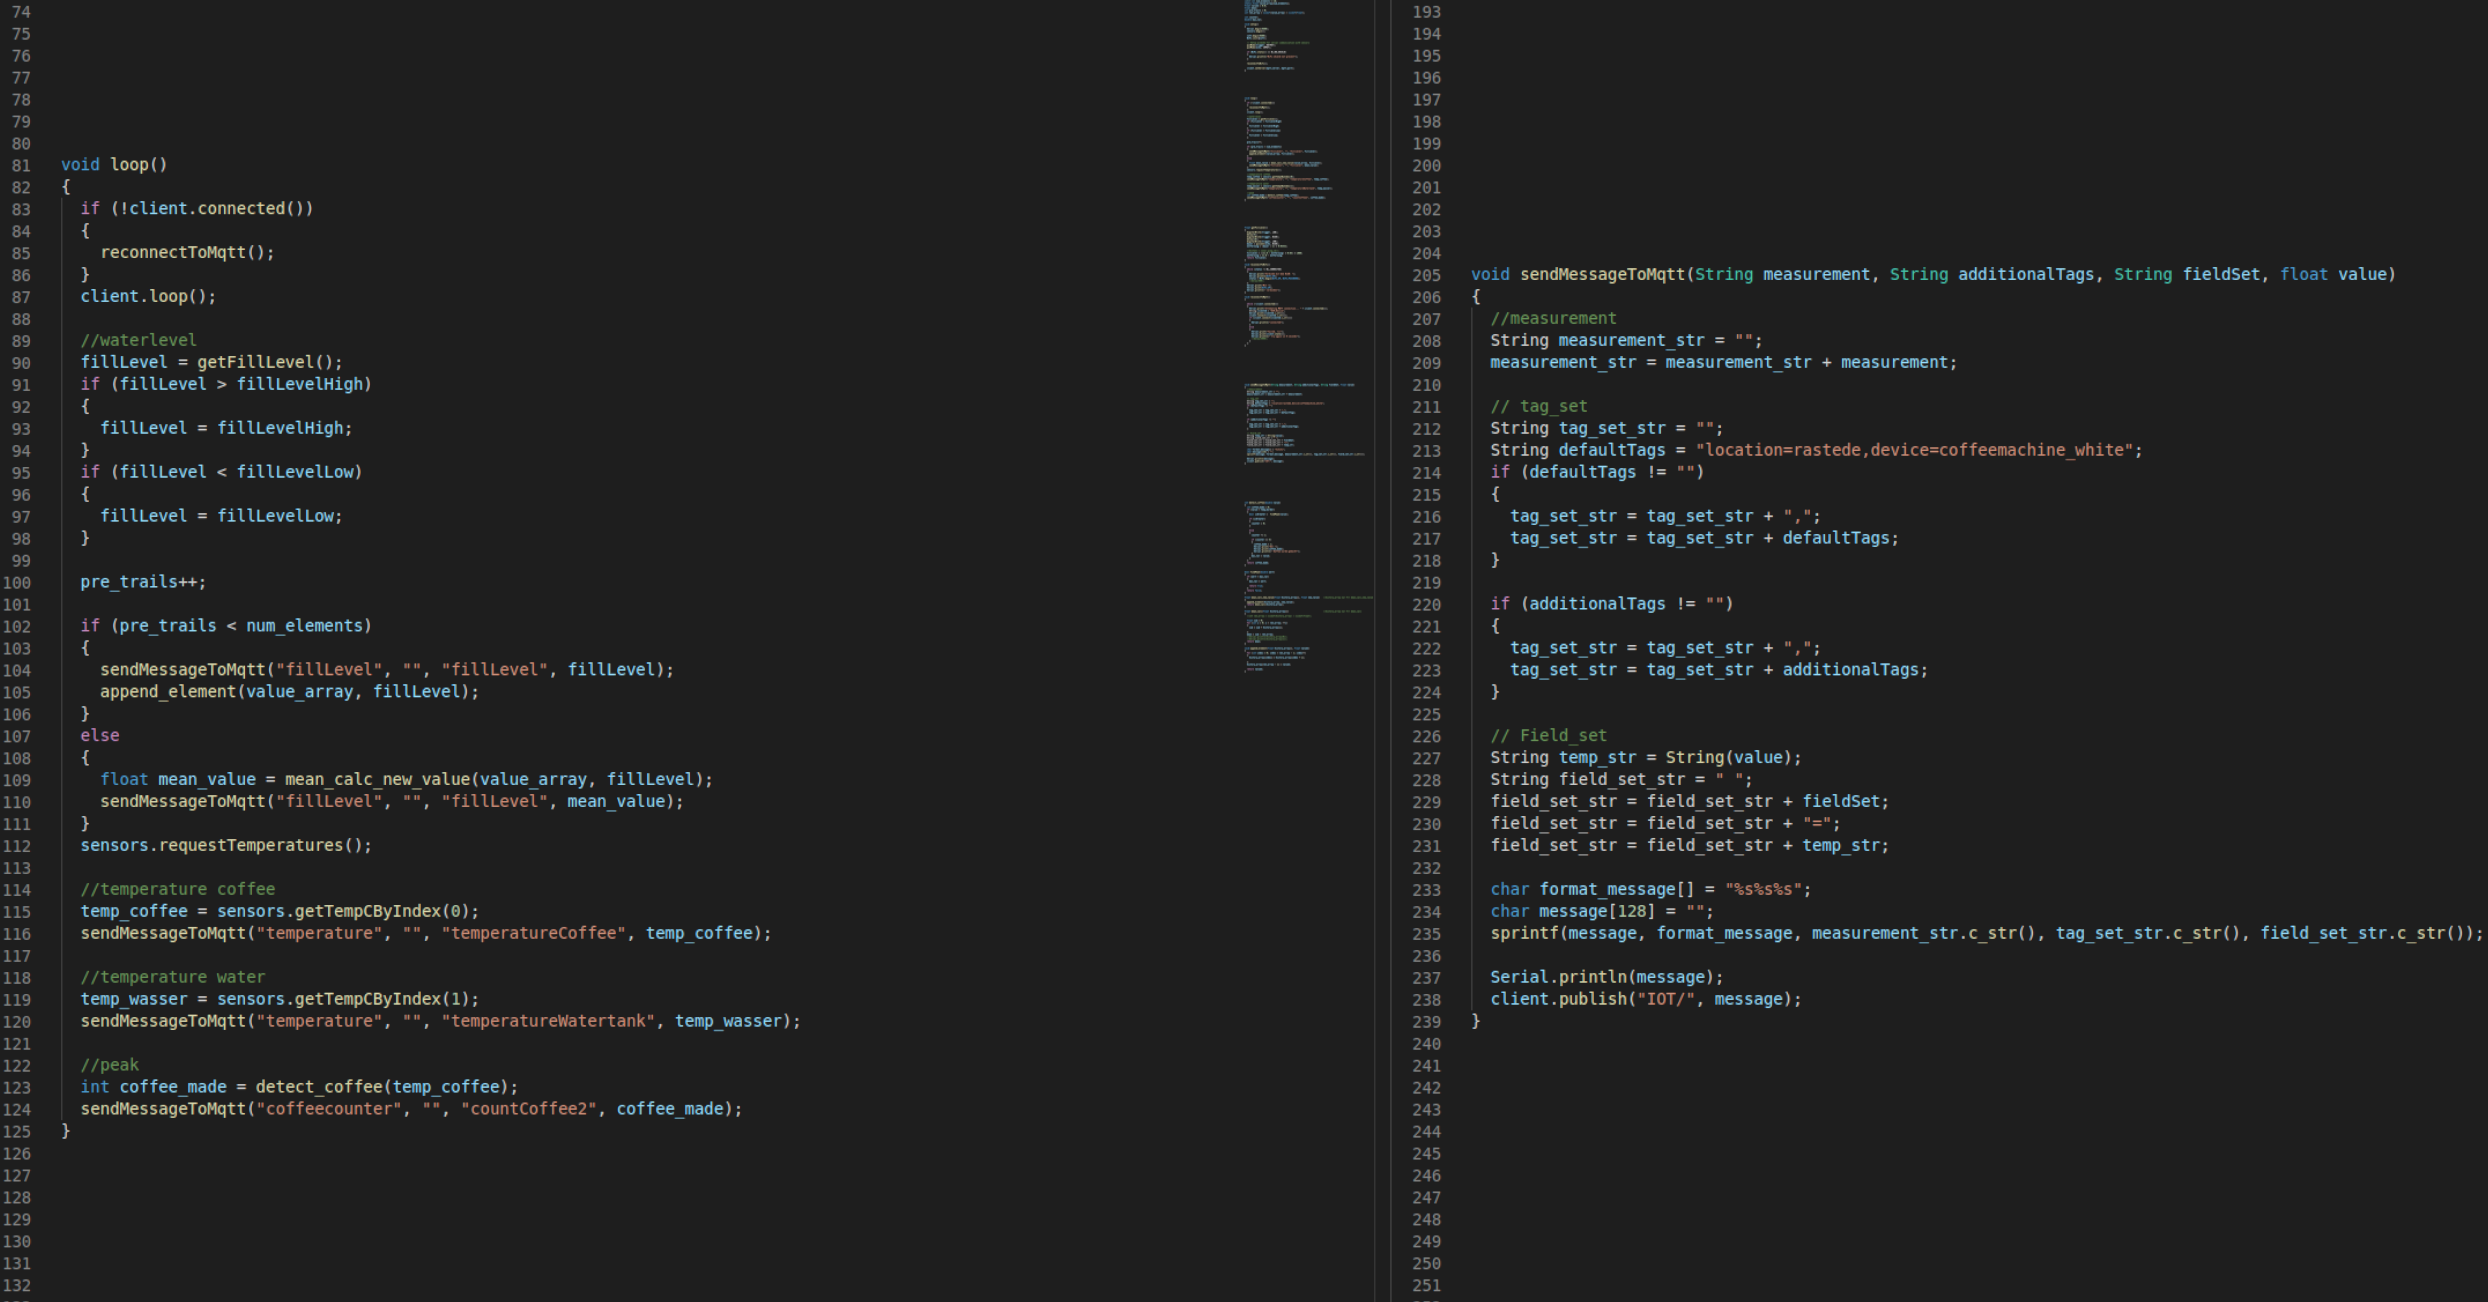 74
75
76
77
78
79
80
81 void loop()
82 {
83 if (!client.connected())
84 {
85 reconnectToMqtt();
86 }
87 client.loop();
88
89 //waterlevel
90 fillLevel = getFillLevel();
91 if (fillLevel > fillLevelHigh)
92 {
93 fillLevel = fillLevelHigh;
94 }
95 if (fillLevel < fillLevelLow)
96 {
97 fillLevel = fillLevelLow;
98 }
99
100 pre_trails++;
101
102 if (pre_trails < num_elements)
103 {
104 sendMessageToMqtt("fillLevel", "", "fillLevel", fillLevel);
105 append_element(value_array, fillLevel);
106 }
107 else
108 {
109 float mean_value = mean_calc_new_value(value_array, fillLevel);
110 sendMessageToMqtt("fillLevel", "", "fillLevel", mean_value);
111 }
112 sensors.requestTemperatures();
113
114 //temperature coffee
115 temp_coffee = sensors.getTempCByIndex(0);
116 sendMessageToMqtt("temperature", "", "temperatureCoffee", temp_coffee);
117
118 //temperature water
119 temp_wasser = sensors.getTempCByIndex(1);
120 sendMessageToMqtt("temperature", "", "temperatureWatertank", temp_wasser);
121
122 //peak
123 int coffee_made = detect_coffee(temp_coffee);
124 sendMessageToMqtt("coffeecounter", "", "countCoffee2", coffee_made);
125 }
126
127
128
129
130
131
132
193
194
195
196
197
198
199
200
201
202
203
204
205 void sendMessageToMqtt(String measurement, String additionalTags, String fieldSet, float value)
206 {
207 //measurement
208 String measurement_str = "";
209 measurement_str = measurement_str + measurement;
210
211 // tag_set
212 String tag_set_str = "";
213 String defaultTags = "location=rastede,device=coffeemachine_white";
214 if (defaultTags != "")
215 {
216 tag_set_str = tag_set_str + ",";
217 tag_set_str = tag_set_str + defaultTags;
218 }
219
220 if (additionalTags != "")
221 {
222 tag_set_str = tag_set_str + ",";
223 tag_set_str = tag_set_str + additionalTags;
224 }
225
226 // Field_set
227 String temp_str = String(value);
228 String field_set_str = " ";
229 field_set_str = field_set_str + fieldSet;
230 field_set_str = field_set_str + "=";
231 field_set_str = field_set_str + temp_str;
232
233 char format_message[] = "%s%s%s";
234 char message[128] = "";
235 sprintf(message, format_message, measurement_str.c_str(), tag_set_str.c_str(), field_set_str.c_str());
236
237 Serial.println(message);
238 client.publish("IOT/", message);
239 }
240
241
242
243
244
245
246
247
248
249
250
251